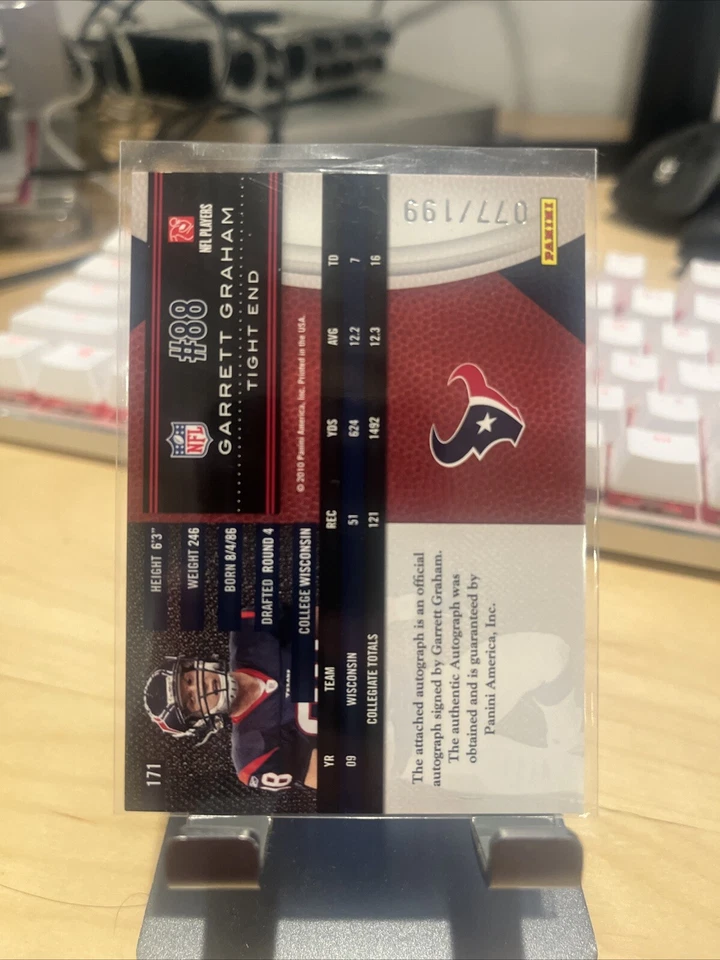 171
HEIGHT 6'3"
WEIGHT 246
BORN 8/4/86
DRAFTED ROUND 4
COLLEGE WISCONSIN
NFL
#88
NFL PLAYERS
GARRETT GRAHAM
TIGHT END
© 2010 Panini America, Inc. Printed in the USA.
YR TEAM REC YDS AVG TD
09 WISCONSIN 51 624 12.2 7
COLLEGIATE TOTALS 121 1492 12.3 16
The attached autograph is an official
autograph signed by Garrett Graham.
The authentic Autograph was
obtained and is guaranteed by
Panini America, Inc.
077/199
PANINI